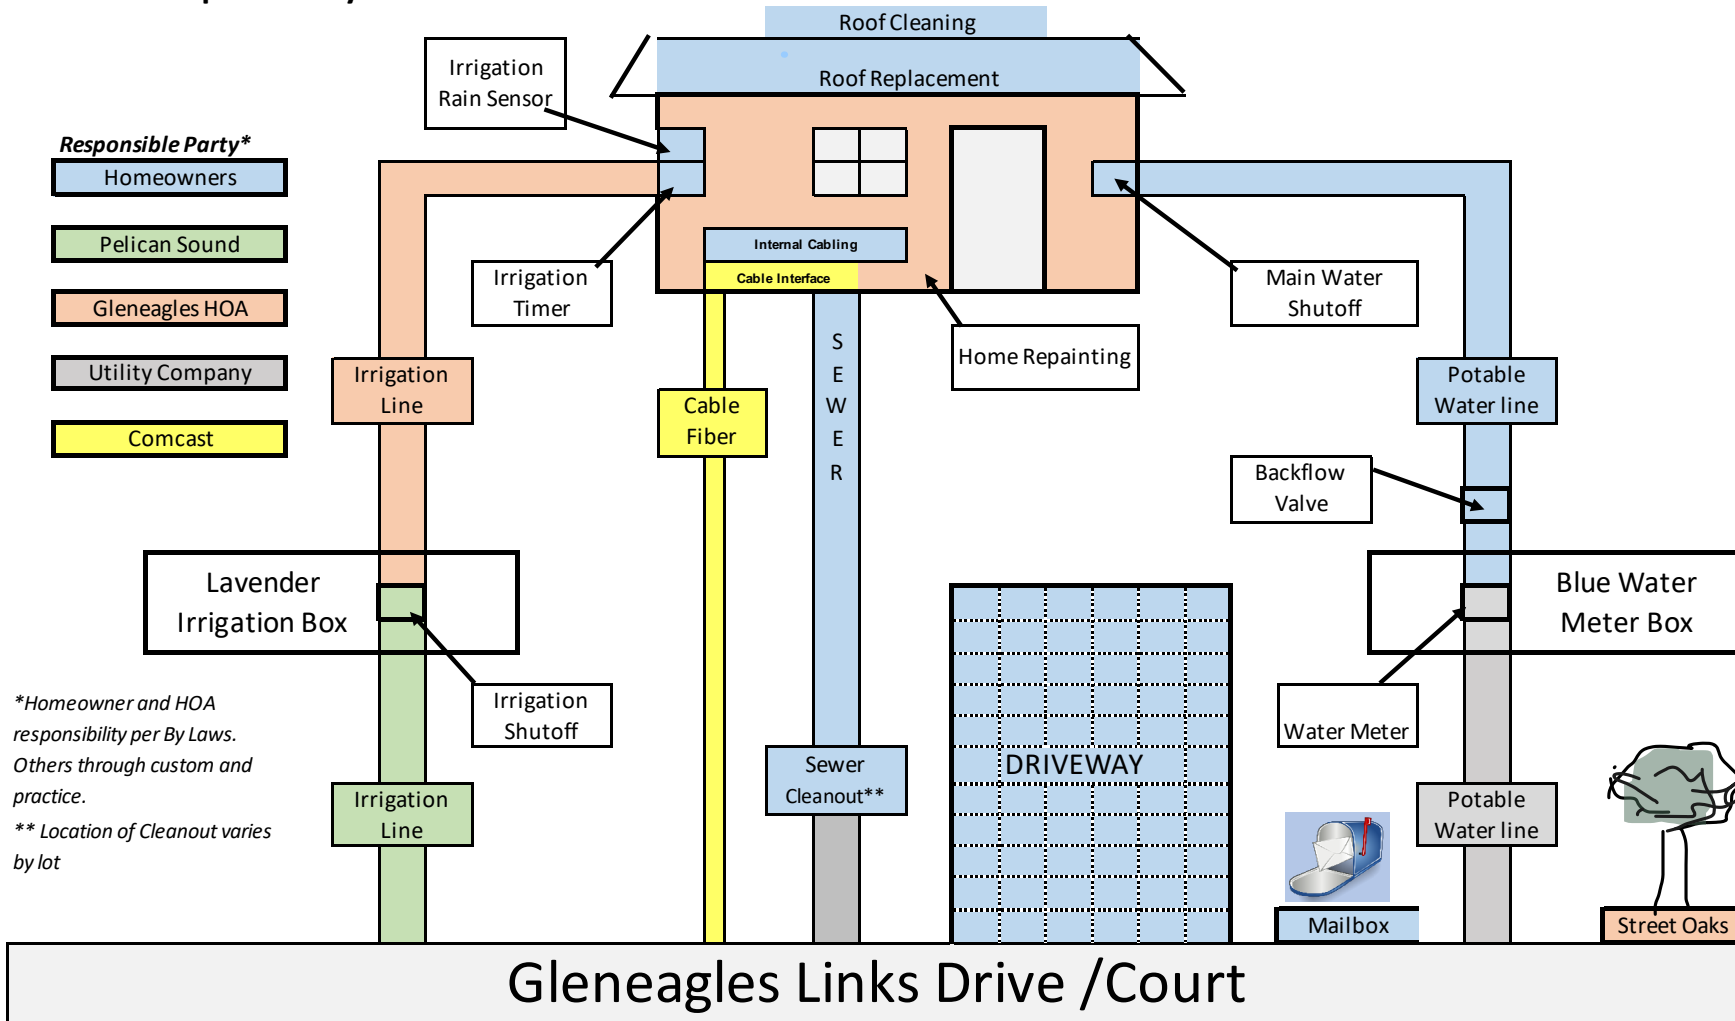 Roof Cleaning
Roof Replacement
Irrigation
Rain Sensor
Responsible Party*
Homeowners
Pelican Sound
Gleneagles HOA
Utility Company
Comcast
Internal Cabling
Cable Interface
Irrigation
Timer
Main Water
Shutoff
Home Repainting
S
E
W
E
R
Irrigation
Line
Cable
Fiber
Potable
Water line
Backflow
Valve
Lavender
Irrigation Box
Blue Water
Meter Box
Irrigation
Shutoff
Water Meter
*Homeowner and HOA
responsibility per By Laws.
Others through custom and
practice.
** Location of Cleanout varies
by lot
Irrigation
Line
Sewer
Cleanout**
DRIVEWAY
Potable
Water line
Mailbox
Street Oaks
Gleneagles Links Drive /Court